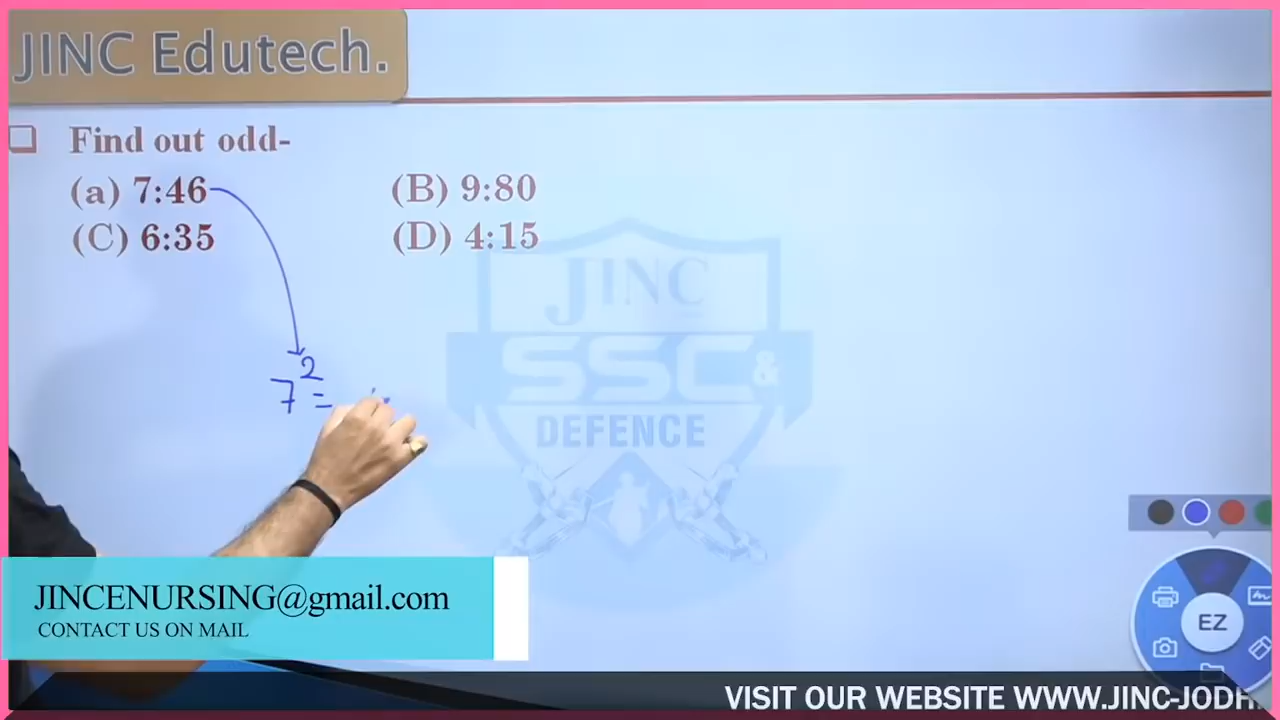 JINC Edutech.
Find out odd-
(a) 7:46 (B) 9:80
(C) 6:35 (D) 4:15
JINC
SSC &
DEFENCE
7² =
JINCENURSING@gmail.com
CONTACT US ON MAIL
EZ
VISIT OUR WEBSITE WWW.JINC-JODH